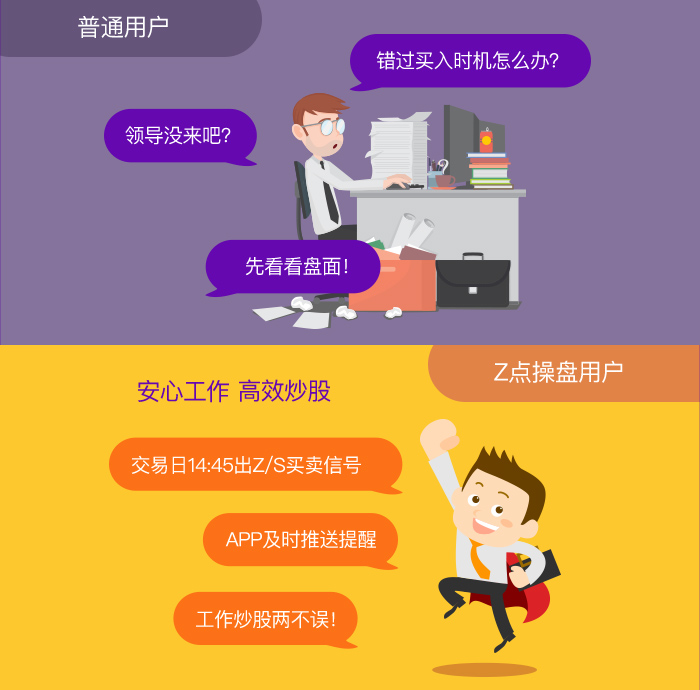 普通用户
错过买入时机怎么办?
领导没来吧?
先看看盘面!
Z点操盘用户
安心工作 高效炒股
交易日14:45出Z/S买卖信号
APP及时推送提醒
工作炒股两不误!